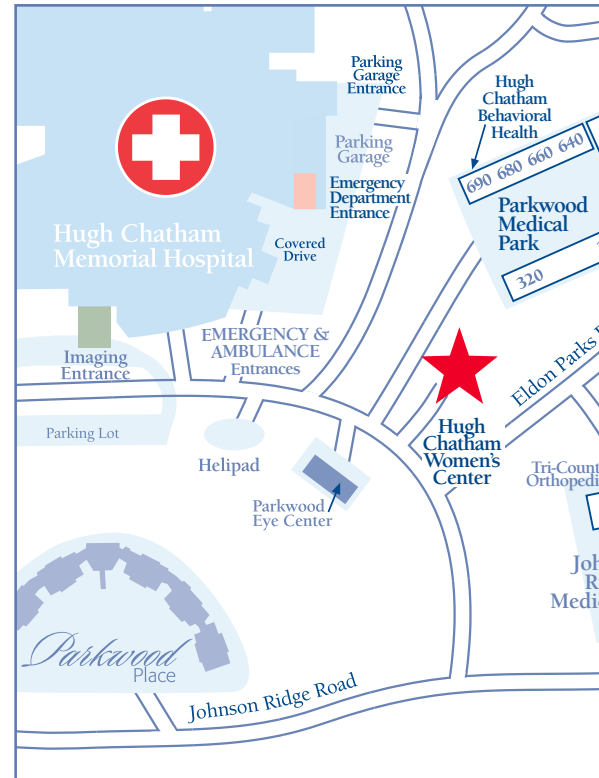 Parking
Garage
Entrance
Hugh
Chatham
Behavioral
Health
Parking
Garage
690 680 660 640
Emergency
Department
Entrance
Parkwood
Medical
Park
Hugh Chatham
Memorial Hospital
Covered
Drive
320
EMERGENCY &
AMBULANCE
Entrances
Imaging
Entrance
Eldon Parks
Parking Lot
Hugh
Chatham
Women's
Center
Helipad
Tri-Count
Orthopedi
Parkwood
Eye Center
Joh
R
Medi
Parkwood
Place
Johnson Ridge Road